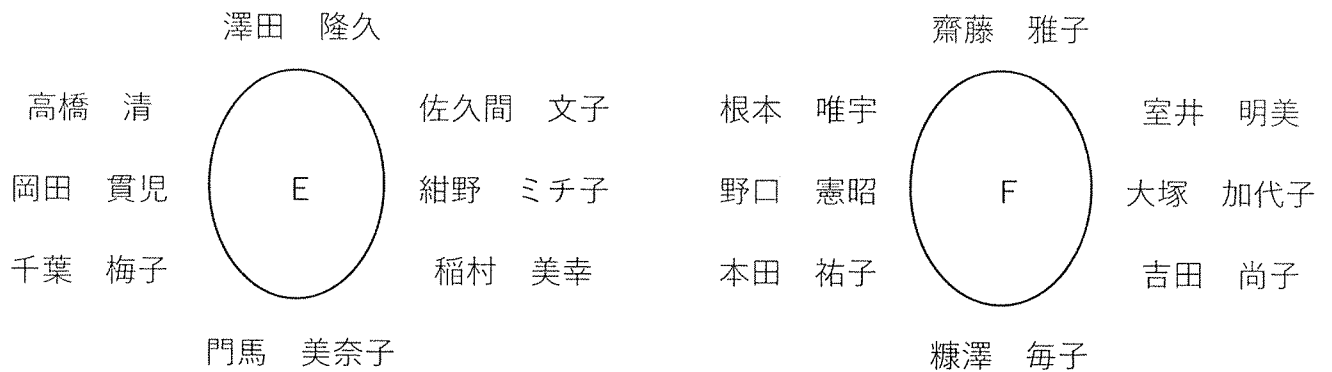 澤田　隆久
高橋　清
佐久間　文子
岡田　貫児
E
紺野　ミチ子
千葉　梅子
稲村　美幸
門馬　美奈子
齋藤　雅子
根本　唯宇
室井　明美
野口　憲昭
F
大塚　加代子
本田　祐子
吉田　尚子
糠澤　毎子